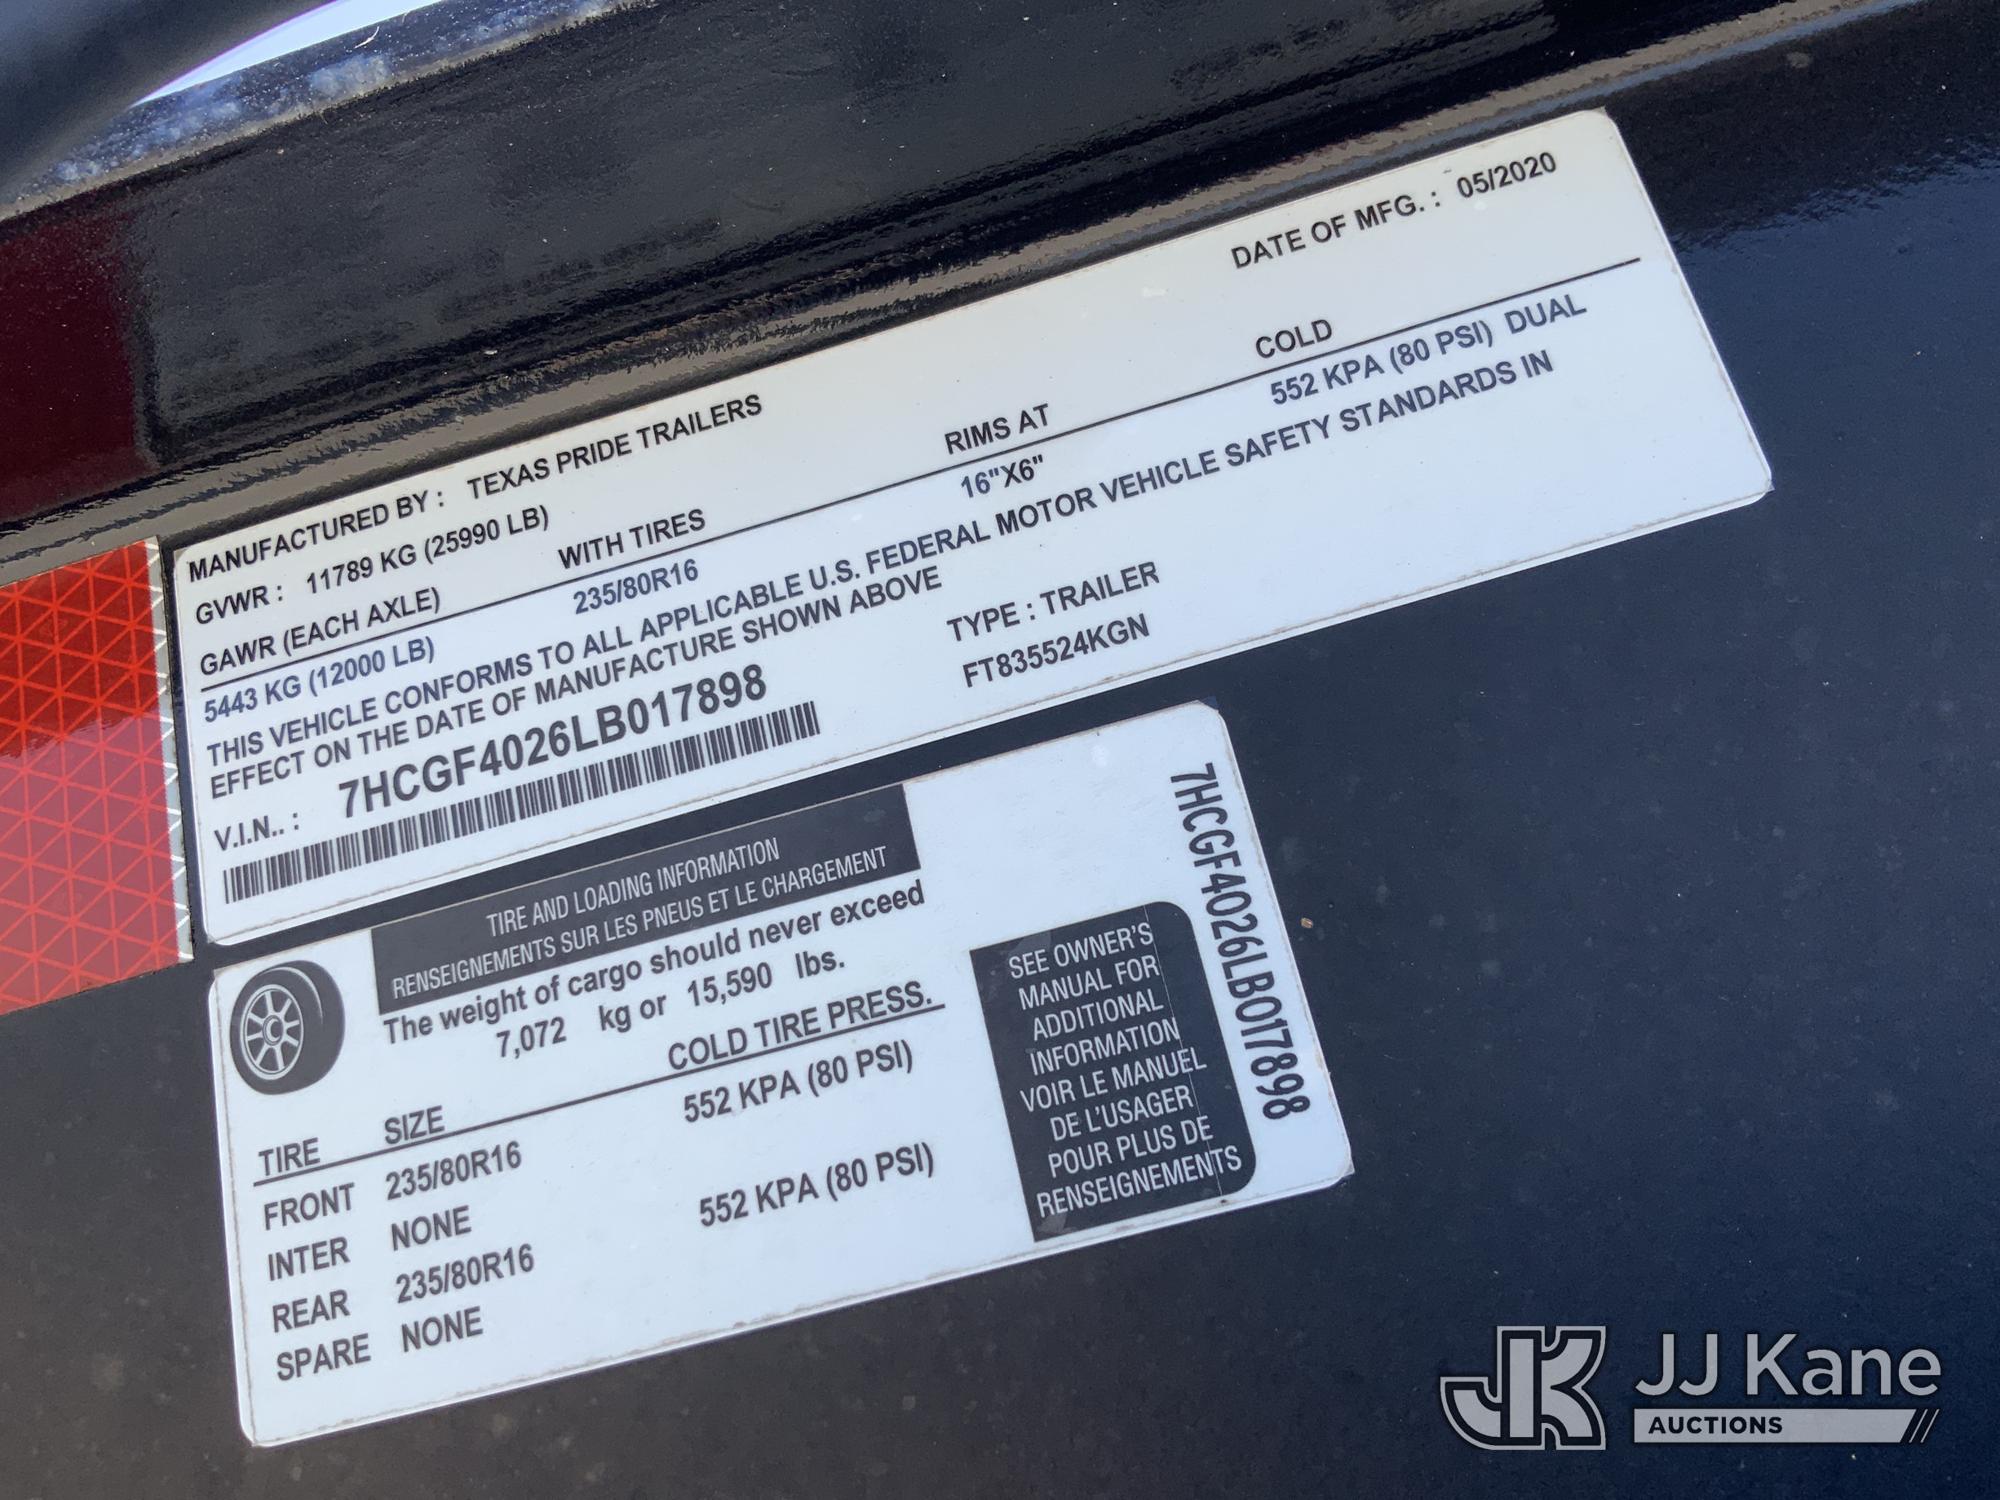 MANUFACTURED BY : TEXAS PRIDE TRAILERS DATE OF MFG. : 05/2020
GVWR : 11789 KG (25990 LB)
GAWR (EACH AXLE) WITH TIRES RIMS AT COLD
5443 KG (12000 LB) 235/80R16 16"X6" 552 KPA (80 PSI) DUAL
THIS VEHICLE CONFORMS TO ALL APPLICABLE U.S. FEDERAL MOTOR VEHICLE SAFETY STANDARDS IN
EFFECT ON THE DATE OF MANUFACTURE SHOWN ABOVE
V.I.N.. : 7HCGF4026LB017898 TYPE : TRAILER
FT835524KGN
TIRE AND LOADING INFORMATION
RENSEIGNEMENTS SUR LES PNEUS ET LE CHARGEMENT
The weight of cargo should never exceed
7,072 kg or 15,590 lbs.
TIRE SIZE COLD TIRE PRESS.
FRONT 235/80R16 552 KPA (80 PSI)
INTER NONE
REAR 235/80R16 552 KPA (80 PSI)
SPARE NONE
SEE OWNER'S
MANUAL FOR
ADDITIONAL
INFORMATION
VOIR LE MANUEL
DE L'USAGER
POUR PLUS DE
RENSEIGNEMENTS
7HCGF4026LB017898
JK JJ Kane
AUCTIONS